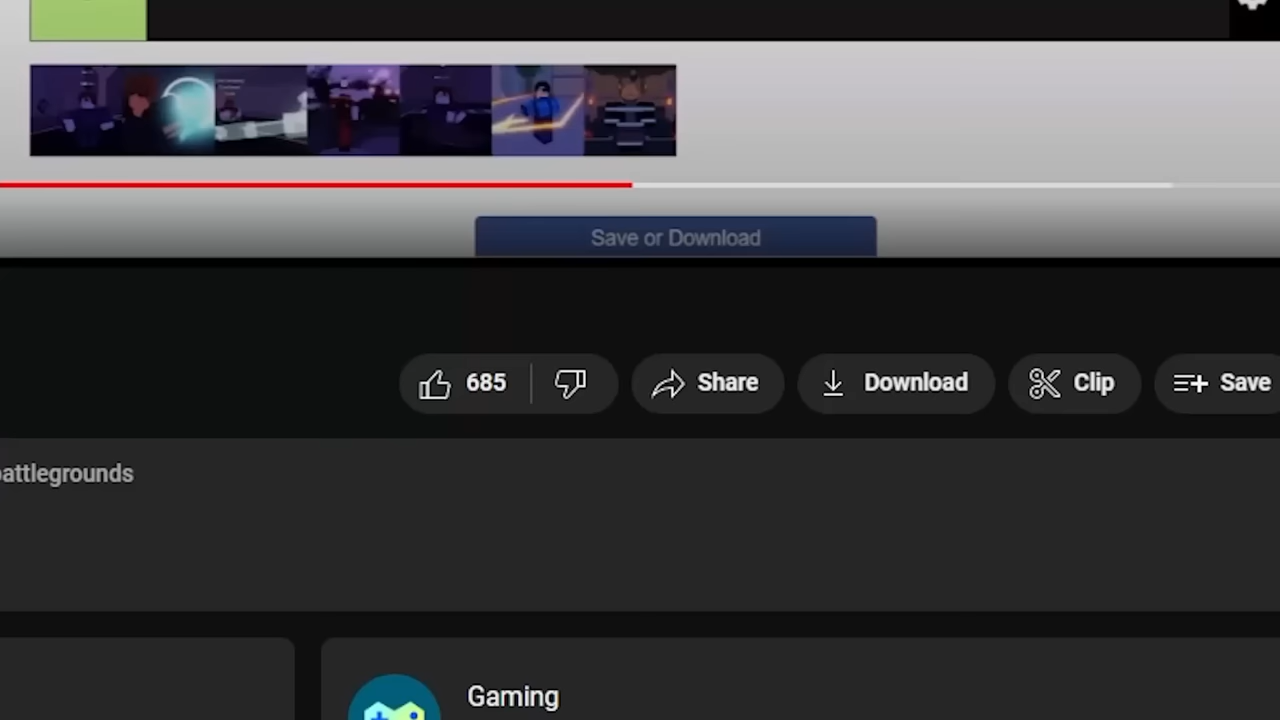 Save or Download
685
Share
Download
Clip
Save
attlegrounds
Gaming